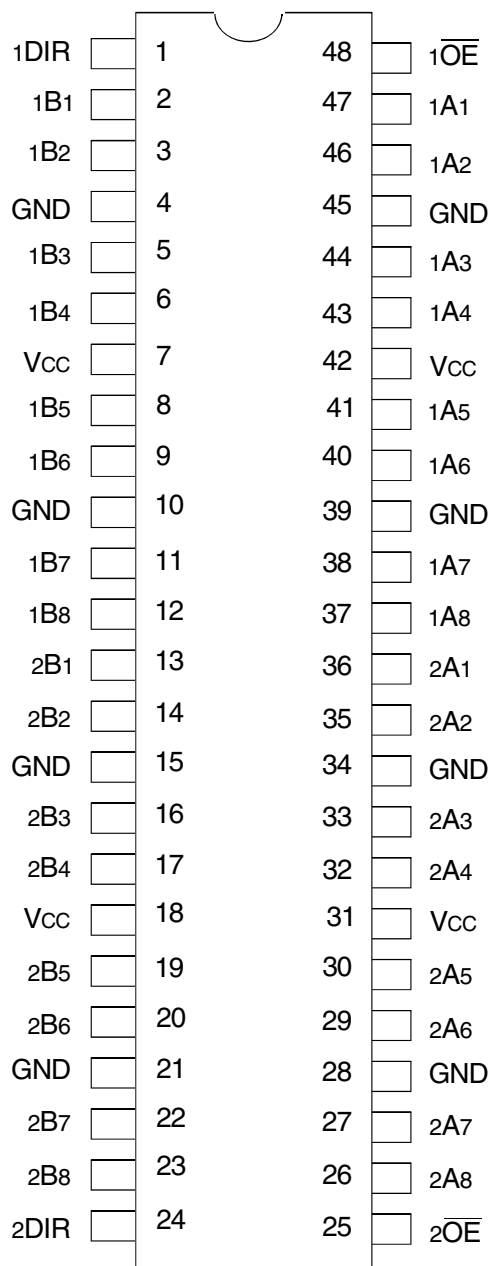 1DIR 1 48 1O̅E̅
1B1 2 47 1A1
1B2 3 46 1A2
GND 4 45 GND
1B3 5 44 1A3
1B4 6 43 1A4
VCC 7 42 VCC
1B5 8 41 1A5
1B6 9 40 1A6
GND 10 39 GND
1B7 11 38 1A7
1B8 12 37 1A8
2B1 13 36 2A1
2B2 14 35 2A2
GND 15 34 GND
2B3 16 33 2A3
2B4 17 32 2A4
VCC 18 31 VCC
2B5 19 30 2A5
2B6 20 29 2A6
GND 21 28 GND
2B7 22 27 2A7
2B8 23 26 2A8
2DIR 24 25 2O̅E̅